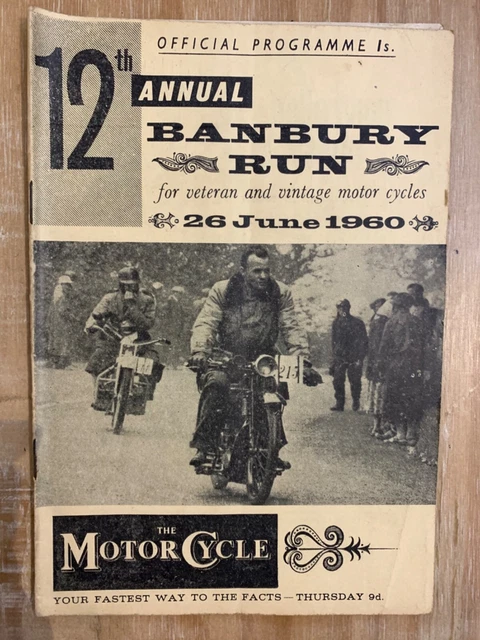 OFFICIAL PROGRAMME 1s.
12th
ANNUAL
BANBURY
RUN
for veteran and vintage motor cycles
26 June 1960
217
THE
MOTOR CYCLE
YOUR FASTEST WAY TO THE FACTS — THURSDAY 9d.